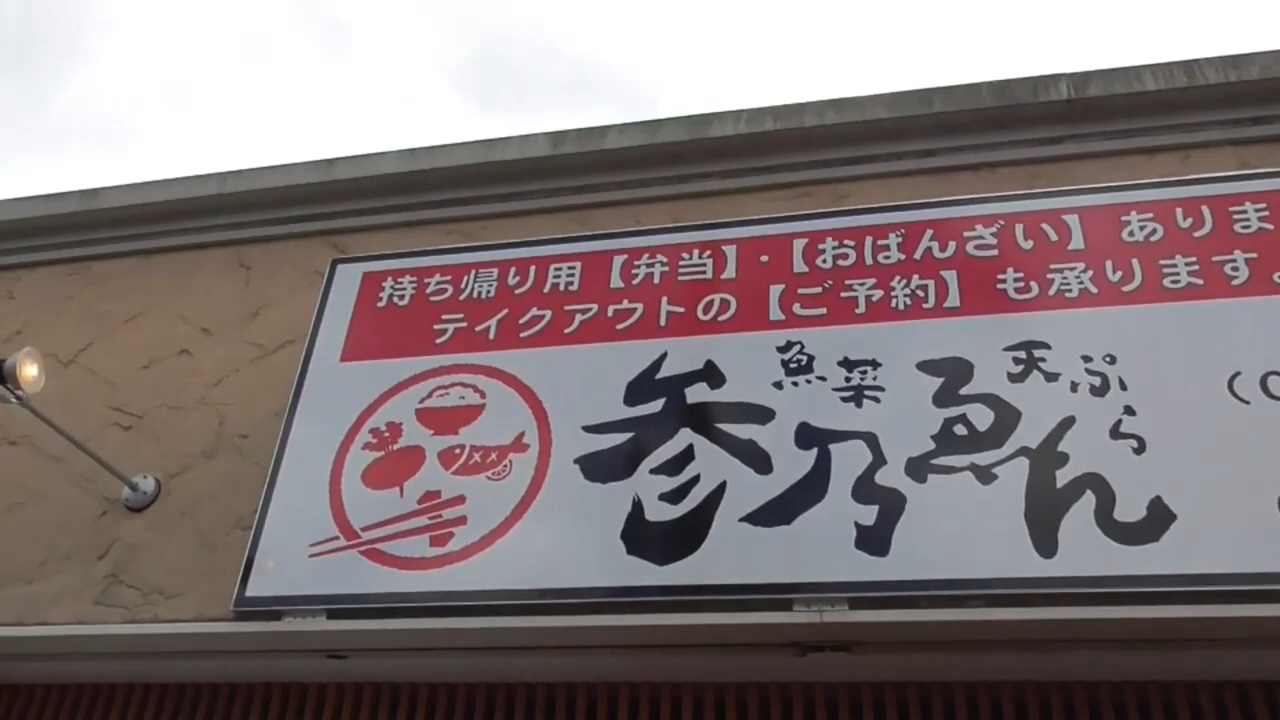 持ち帰り用【弁当】・【おばんざい】ありま
テイクアウトの【ご予約】も承ります。
魚菜 天ぷら
参乃ゑん